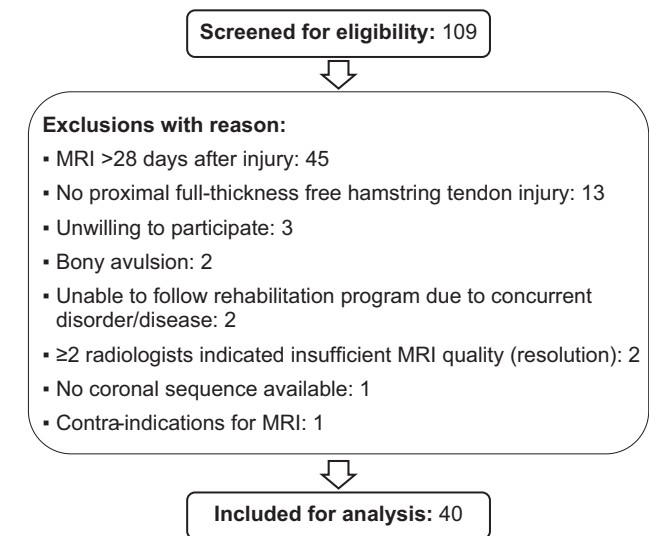 Screened for eligibility: 109
Exclusions with reason:
▪ MRI >28 days after injury: 45
▪ No proximal full-thickness free hamstring tendon injury: 13
▪ Unwilling to participate: 3
▪ Bony avulsion: 2
▪ Unable to follow rehabilitation program due to concurrent
disorder/disease: 2
▪ ≥2 radiologists indicated insufficient MRI quality (resolution): 2
▪ No coronal sequence available: 1
▪ Contra-indications for MRI: 1
Included for analysis: 40